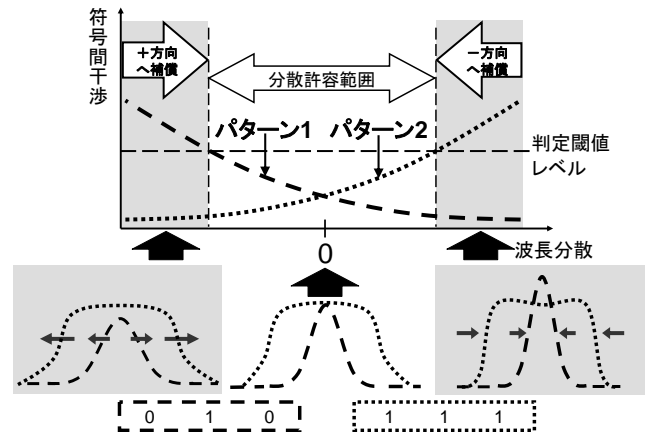 符号間干渉
+方向
へ補償
分散許容範囲
-方向
へ補償
パターン1
パターン2
判定閾値
レベル
0
波長分散
0 1 0
1 1 1